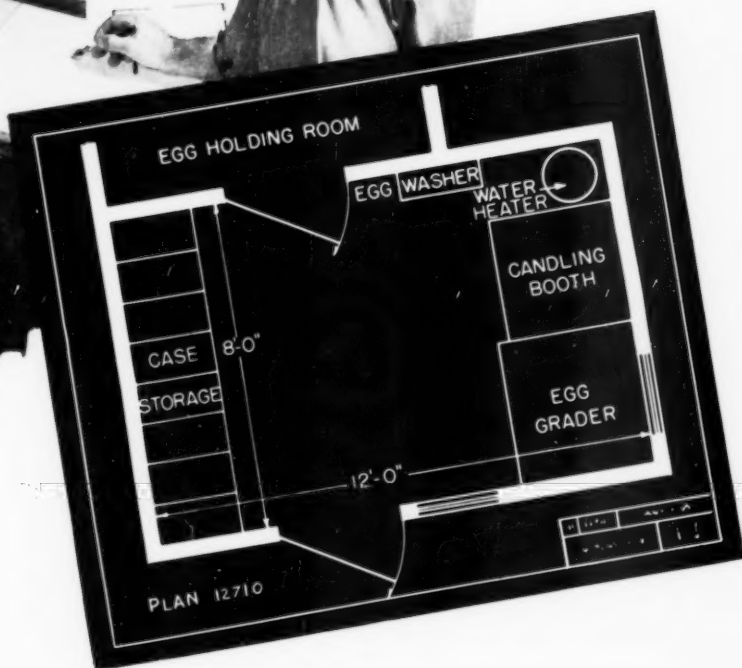 EGG HOLDING ROOM
EGG WASHER
WATER
HEATER
CANDLING
BOOTH
CASE
8'-0"
STORAGE
EGG
GRADER
12'-0"
PLAN 12710